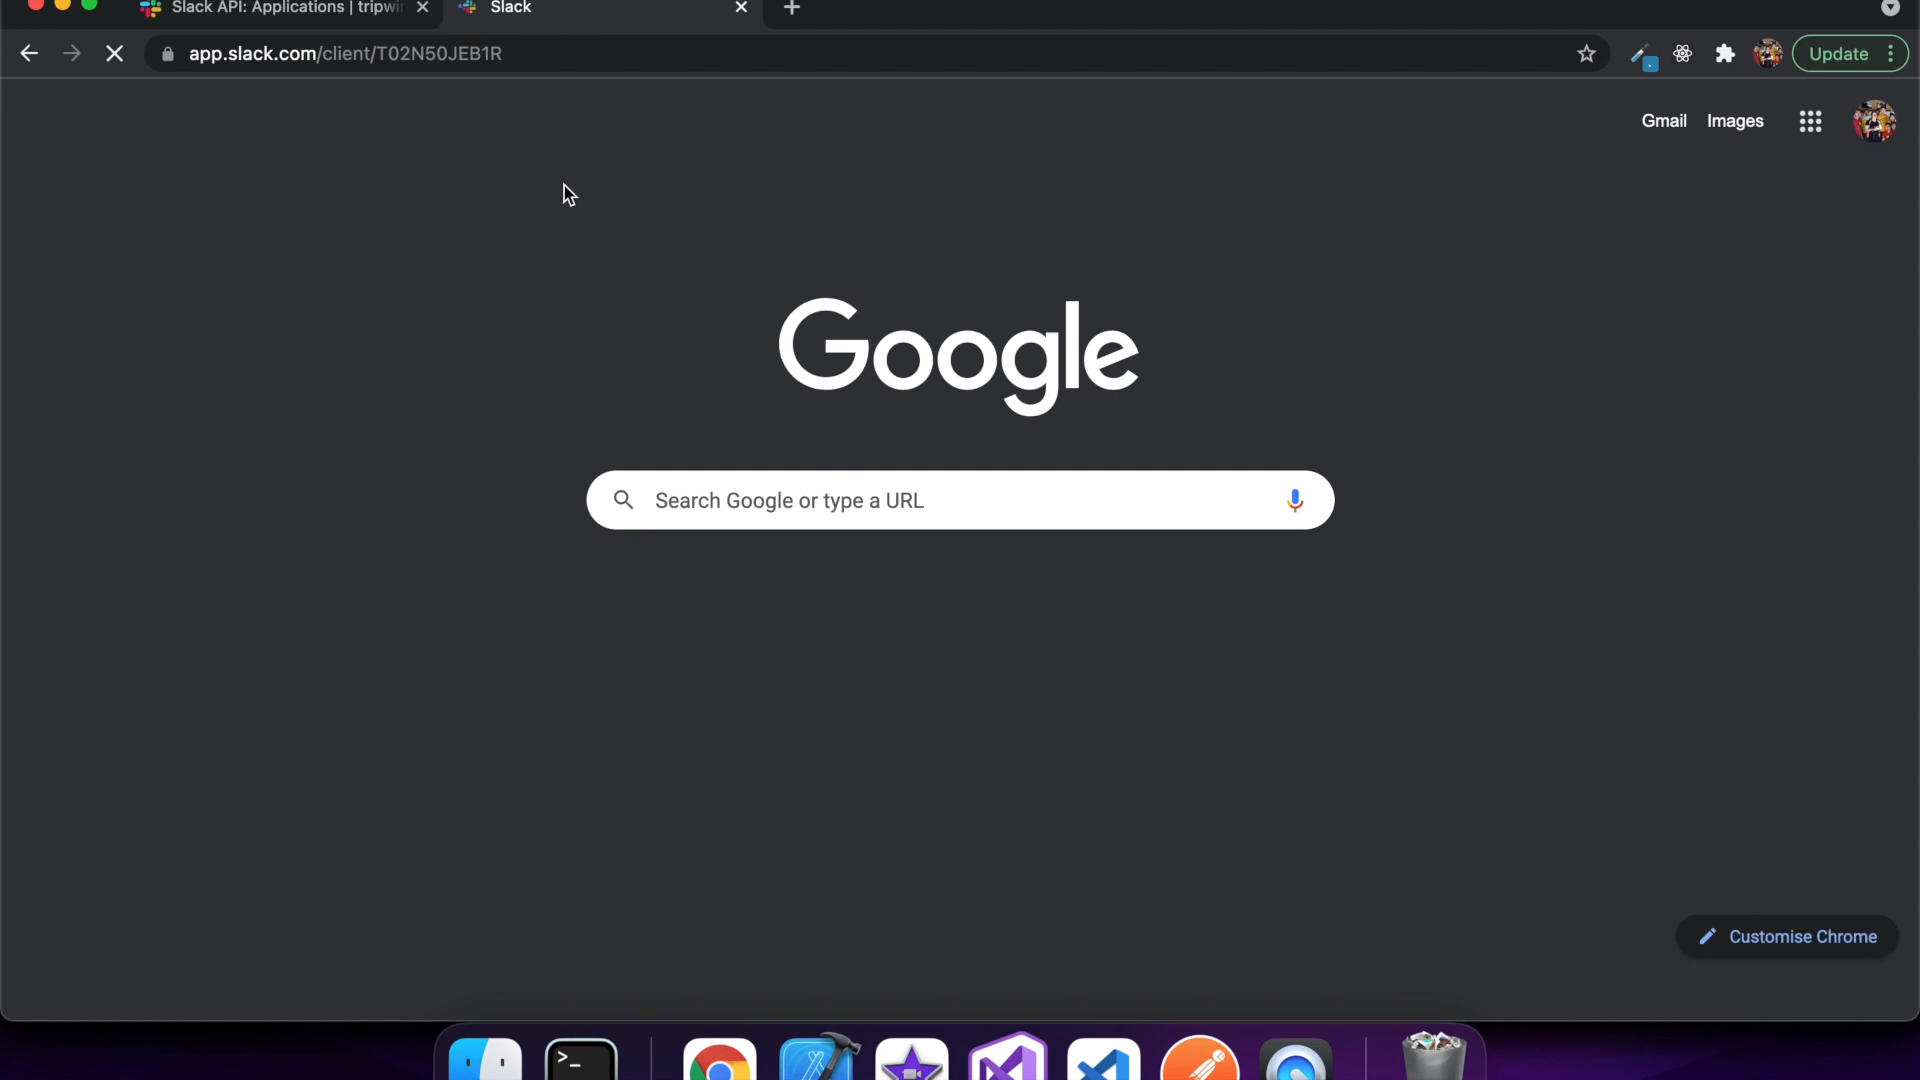 Slack API: Applications | tripwi
Slack
app.slack.com/client/T02N50JEB1R
Update
Gmail
Images
Google
Search Google or type a URL
Customise Chrome
>_